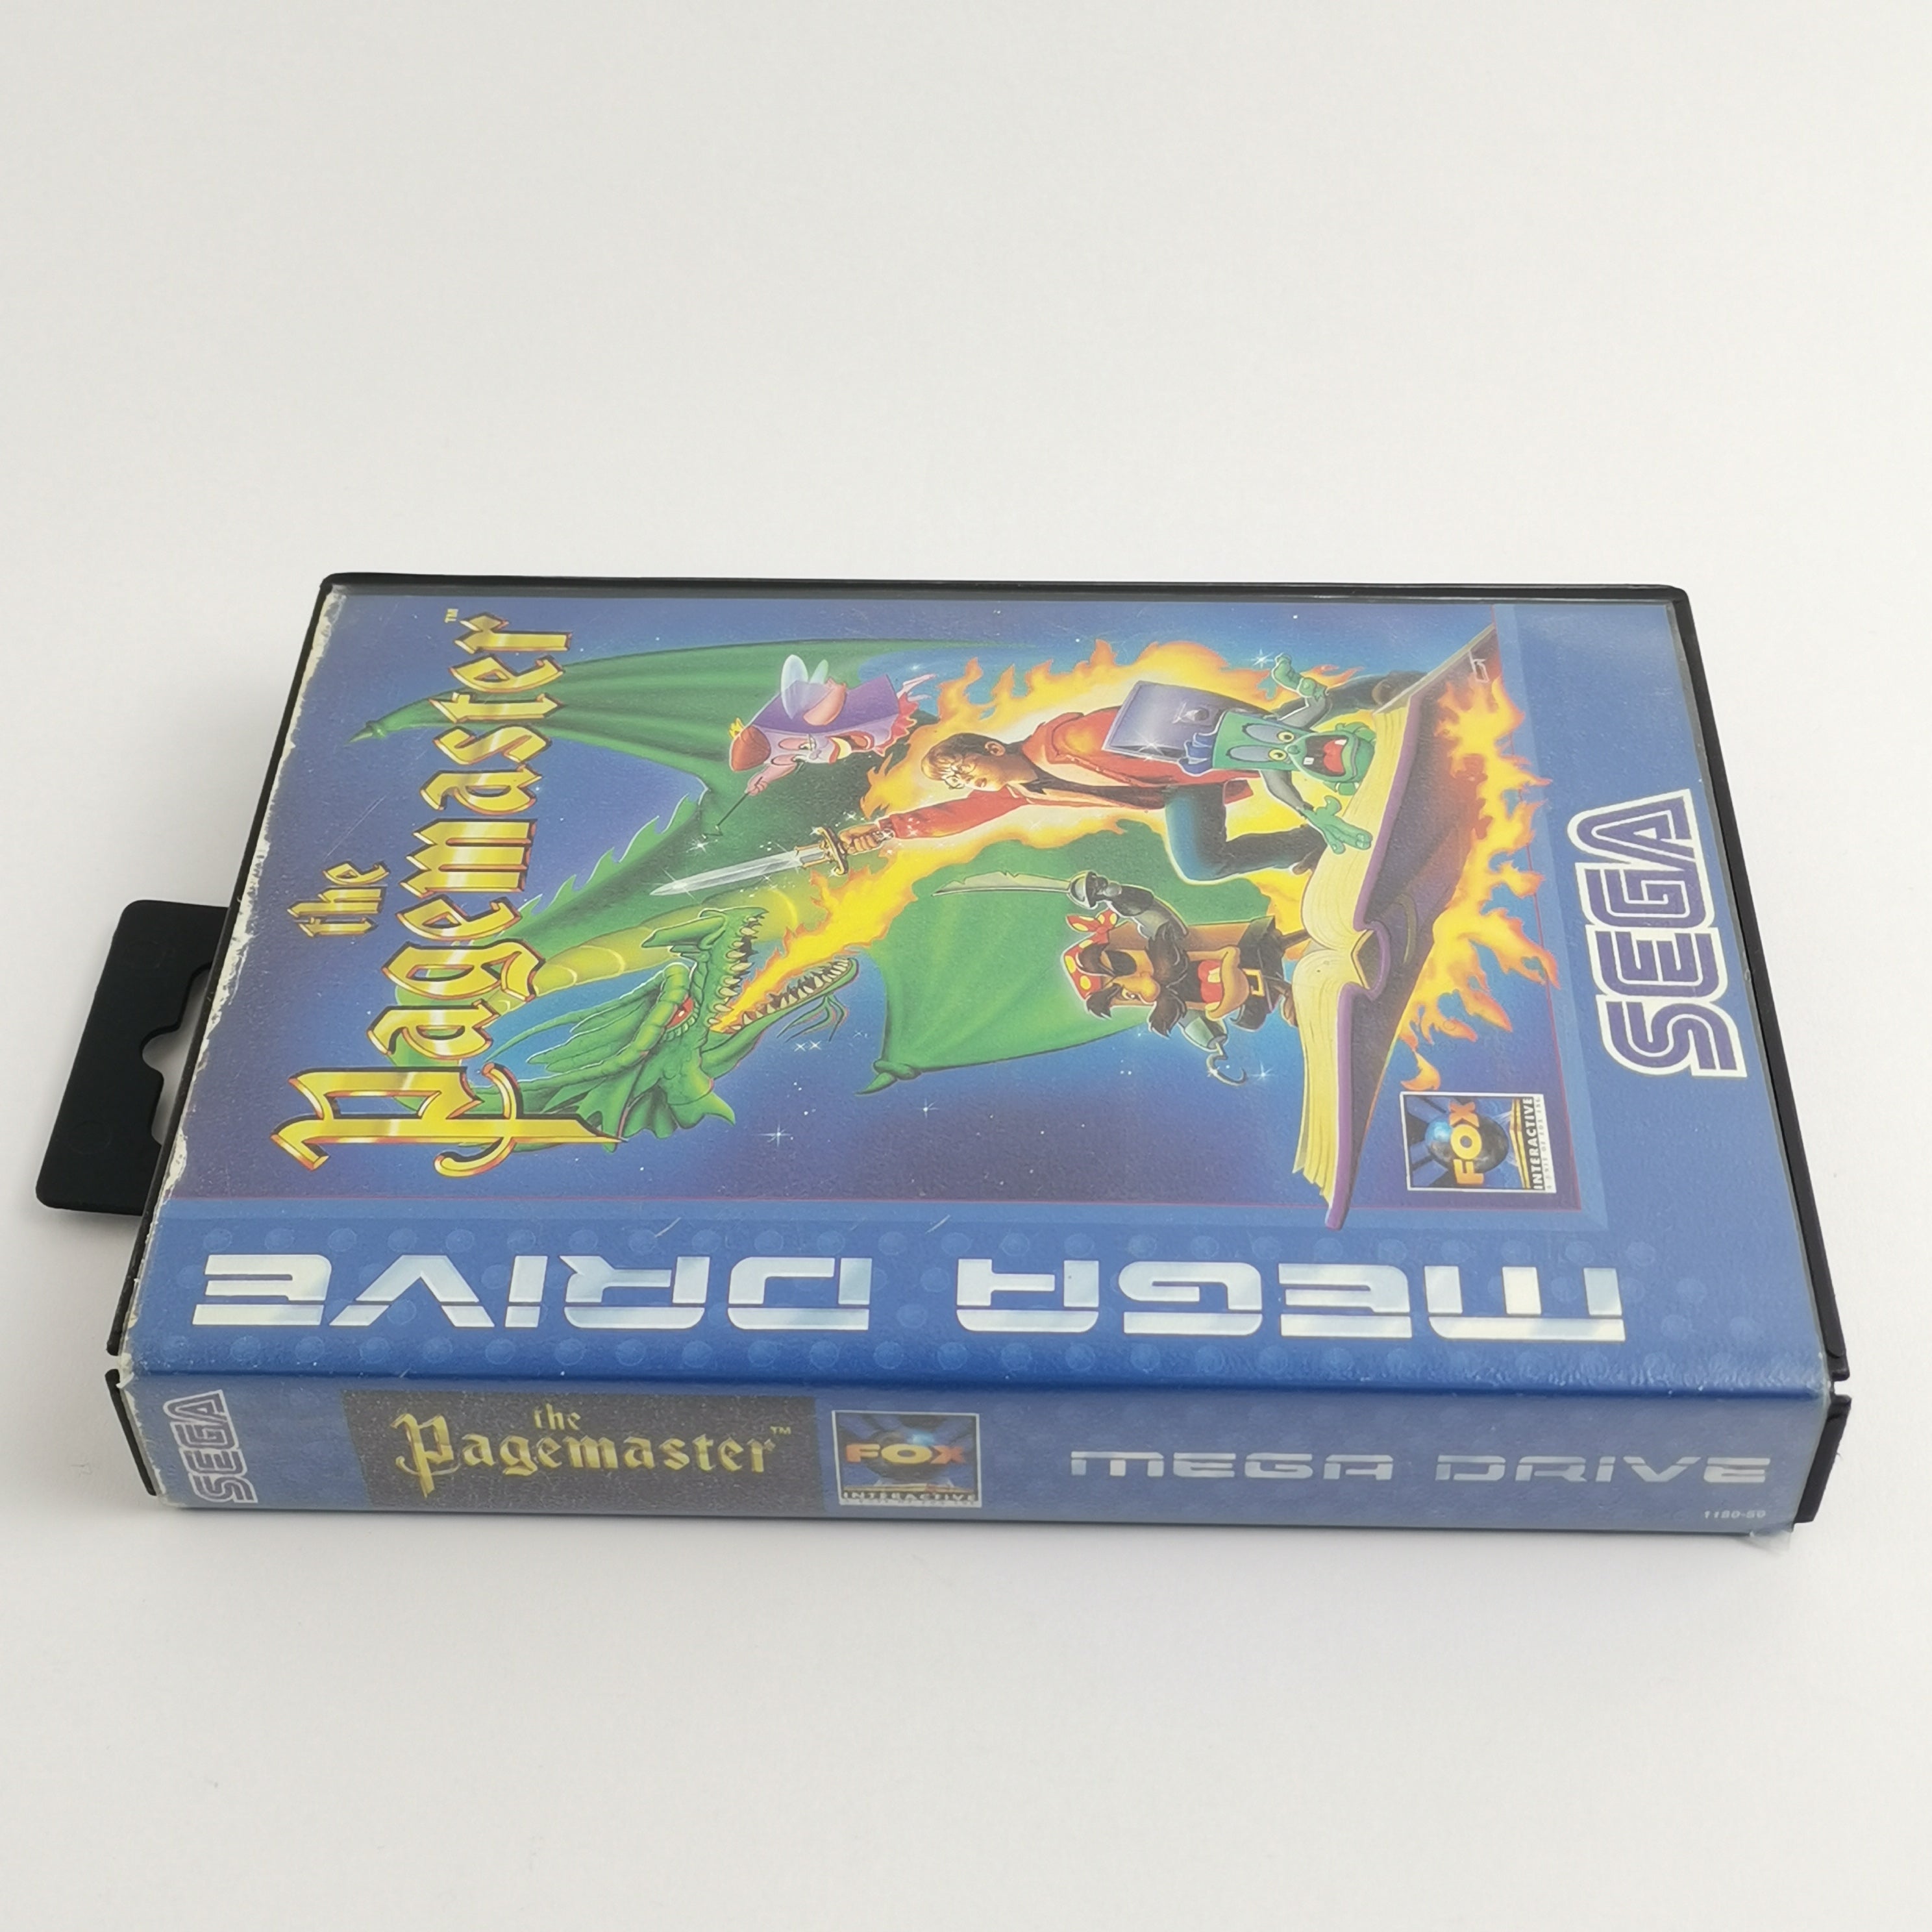 the
Pagemaster™
MEGA DRIVE
FOX
INTERACTIVE
SEGA
SEGA
the
Pagemaster™
FOX
INTERACTIVE
MEGA DRIVE